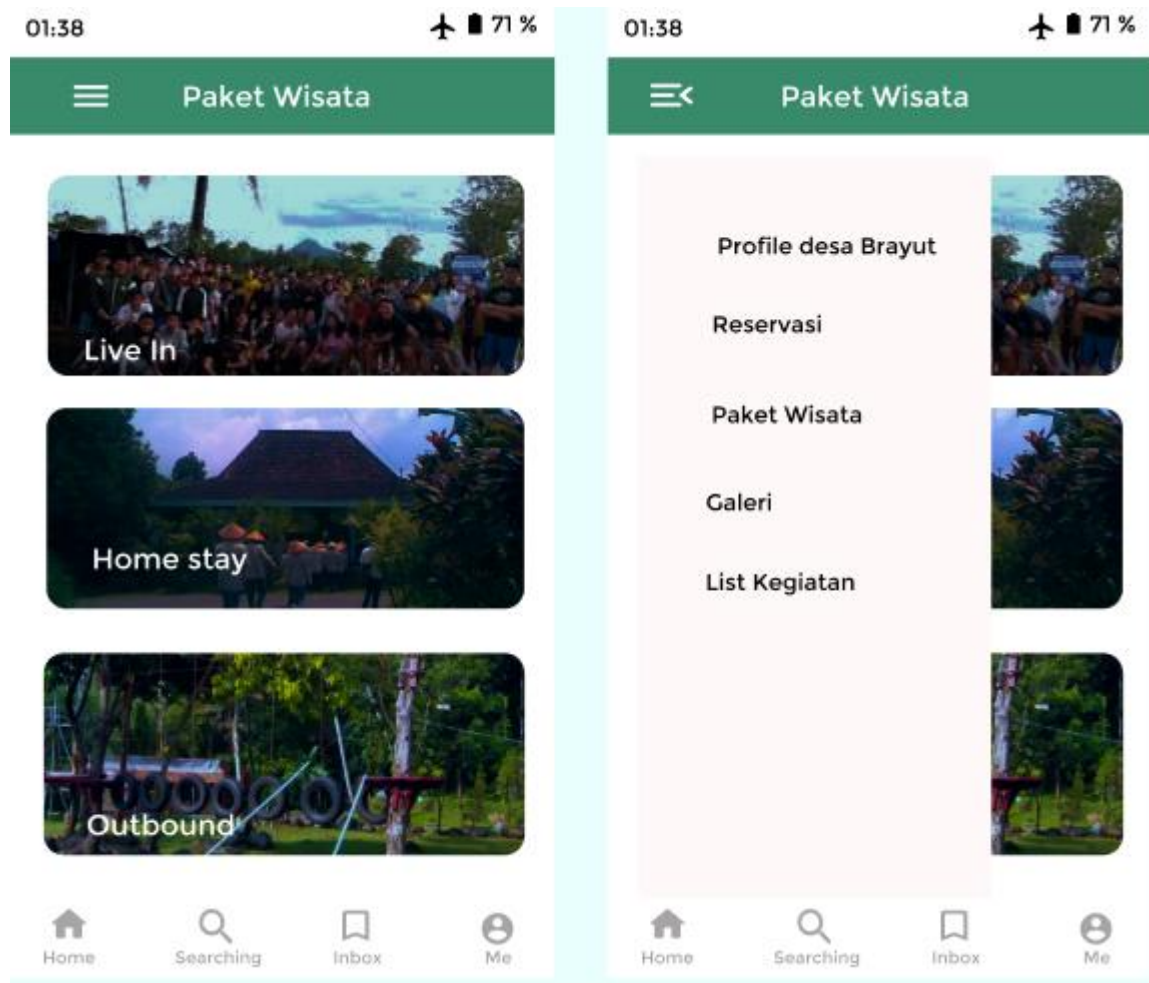 01:38
71 %
Paket Wisata
Live In
Home stay
Outbound
Home
Searching
Inbox
Me
01:38
71 %
Paket Wisata
Profile desa Brayut
Reservasi
Paket Wisata
Galeri
List Kegiatan
Home
Searching
Inbox
Me